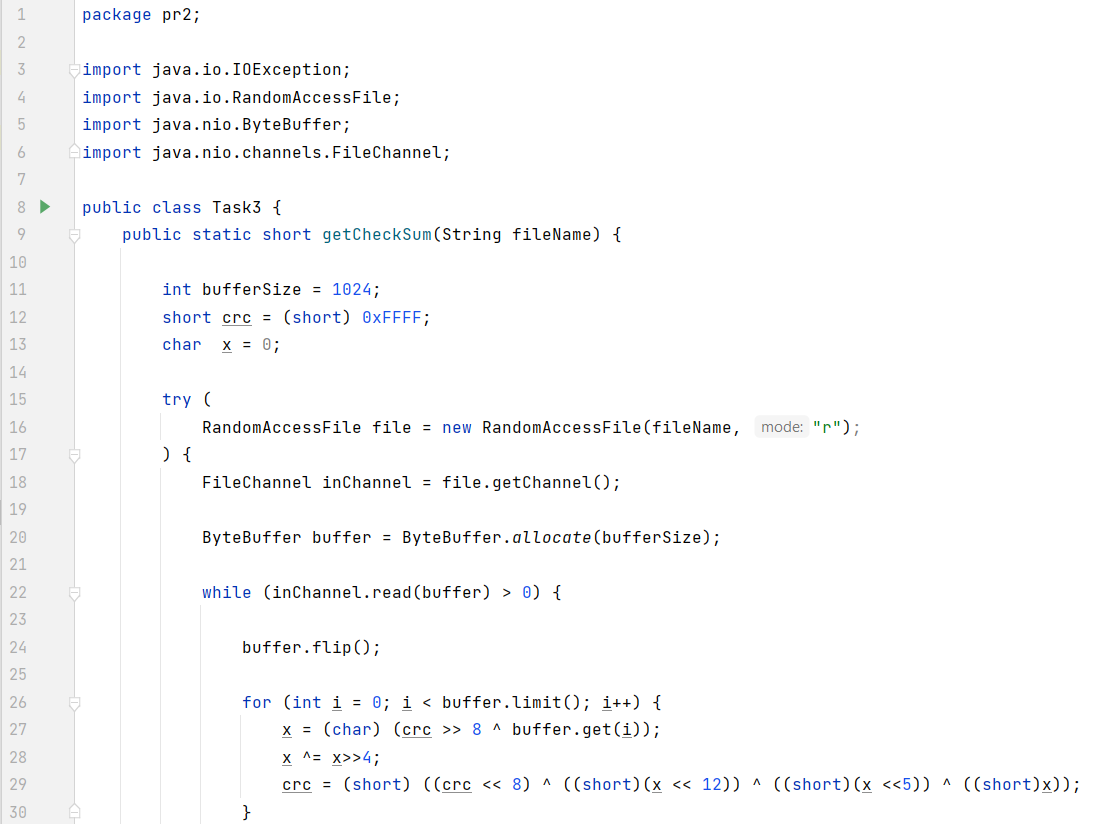 1 package pr2;
2
3 import java.io.IOException;
4 import java.io.RandomAccessFile;
5 import java.nio.ByteBuffer;
6 import java.nio.channels.FileChannel;
7
8 public class Task3 {
9     public static short getCheckSum(String fileName) {
10
11         int bufferSize = 1024;
12         short crc = (short) 0xFFFF;
13         char  x = 0;
14
15         try (
16             RandomAccessFile file = new RandomAccessFile(fileName, mode: "r");
17         ) {
18             FileChannel inChannel = file.getChannel();
19
20             ByteBuffer buffer = ByteBuffer.allocate(bufferSize);
21
22             while (inChannel.read(buffer) > 0) {
23
24                 buffer.flip();
25
26                 for (int i = 0; i < buffer.limit(); i++) {
27                     x = (char) (crc >> 8 ^ buffer.get(i));
28                     x ^= x>>4;
29                     crc = (short) ((crc << 8) ^ ((short)(x << 12)) ^ ((short)(x <<5)) ^ ((short)x));
30                 }